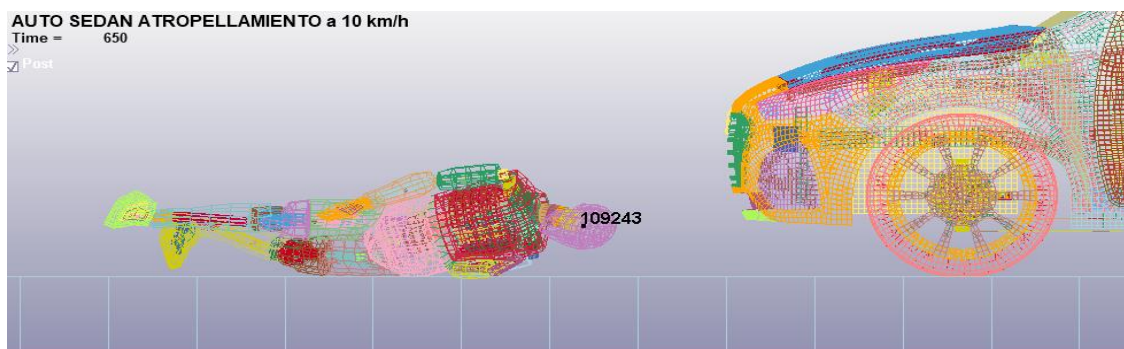 AUTO SEDAN ATROPELLAMIENTO a 10 km/h
Time = 650
Post
109243